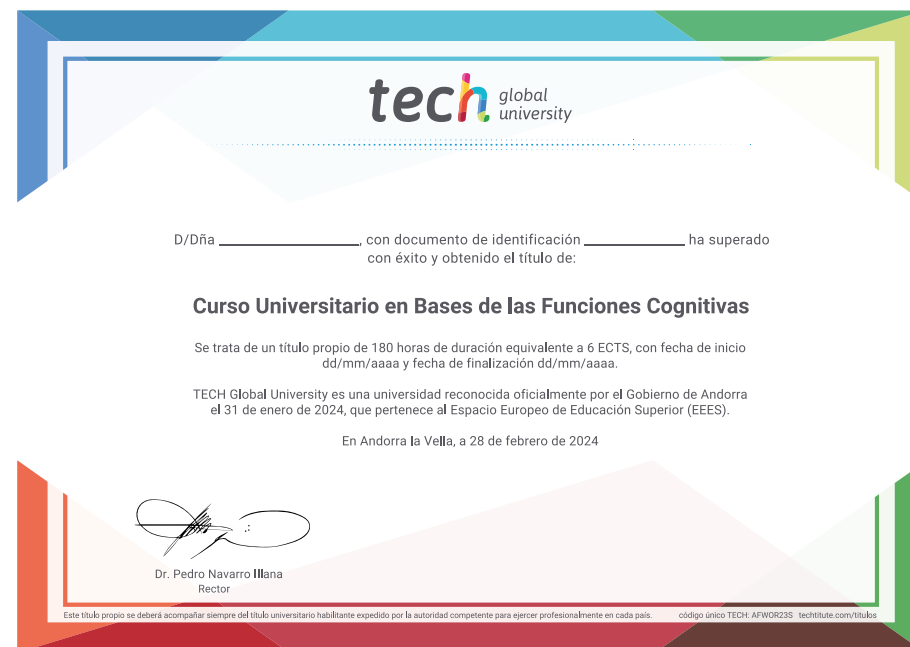 tech global university
D/Dña ____________________, con documento de identificación ______________ ha superado
con éxito y obtenido el título de:
Curso Universitario en Bases de las Funciones Cognitivas
Se trata de un título propio de 180 horas de duración equivalente a 6 ECTS, con fecha de inicio
dd/mm/aaaa y fecha de finalización dd/mm/aaaa.
TECH Global University es una universidad reconocida oficialmente por el Gobierno de Andorra
el 31 de enero de 2024, que pertenece al Espacio Europeo de Educación Superior (EEES).
En Andorra la Vella, a 28 de febrero de 2024
Dr. Pedro Navarro Illana
Rector
Este título propio se deberá acompañar siempre del título universitario habilitante expedido por la autoridad competente para ejercer profesionalmente en cada país. código único TECH: AFWOR23S techtitute.com/titulos